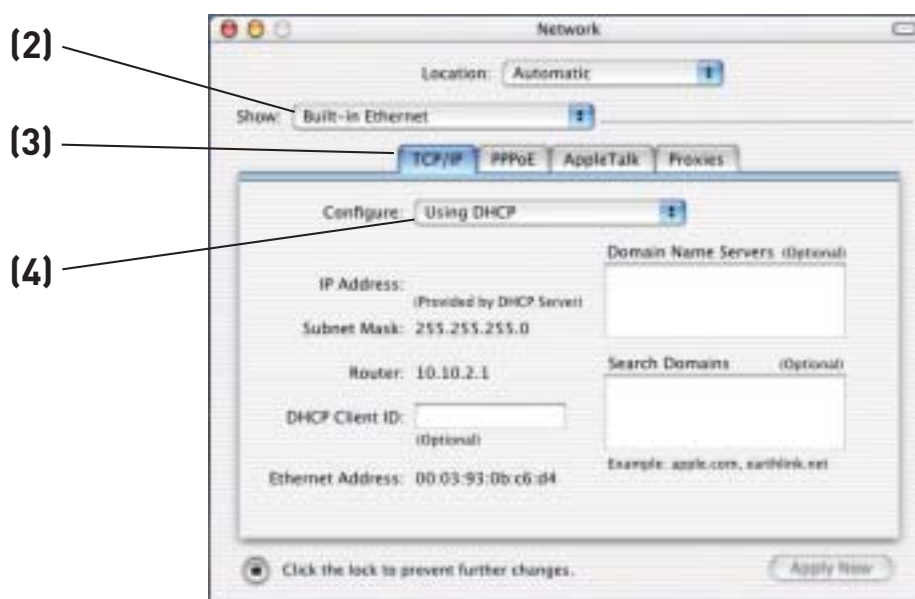 Network
(2)
Location: Automatic
Show: Built-in Ethernet
(3)
TCP/IP PPPoE AppleTalk Proxies
Configure: Using DHCP
(4)
Domain Name Servers (Optional)
IP Address:
(Provided by DHCP Server)
Subnet Mask: 255.255.255.0
Search Domains (Optional)
Router: 10.10.2.1
DHCP Client ID:
(Optional)
Example: apple.com, earthlink.net
Ethernet Address: 00:03:93:0b:c6:d4
Click the lock to prevent further changes.
Apply Now